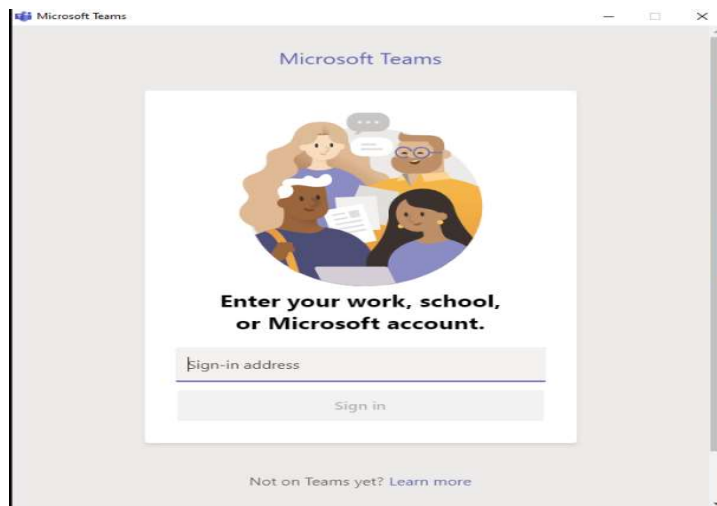 Microsoft Teams
Microsoft Teams
Enter your work, school,
or Microsoft account.
Sign-in address
Sign in
Not on Teams yet? Learn more